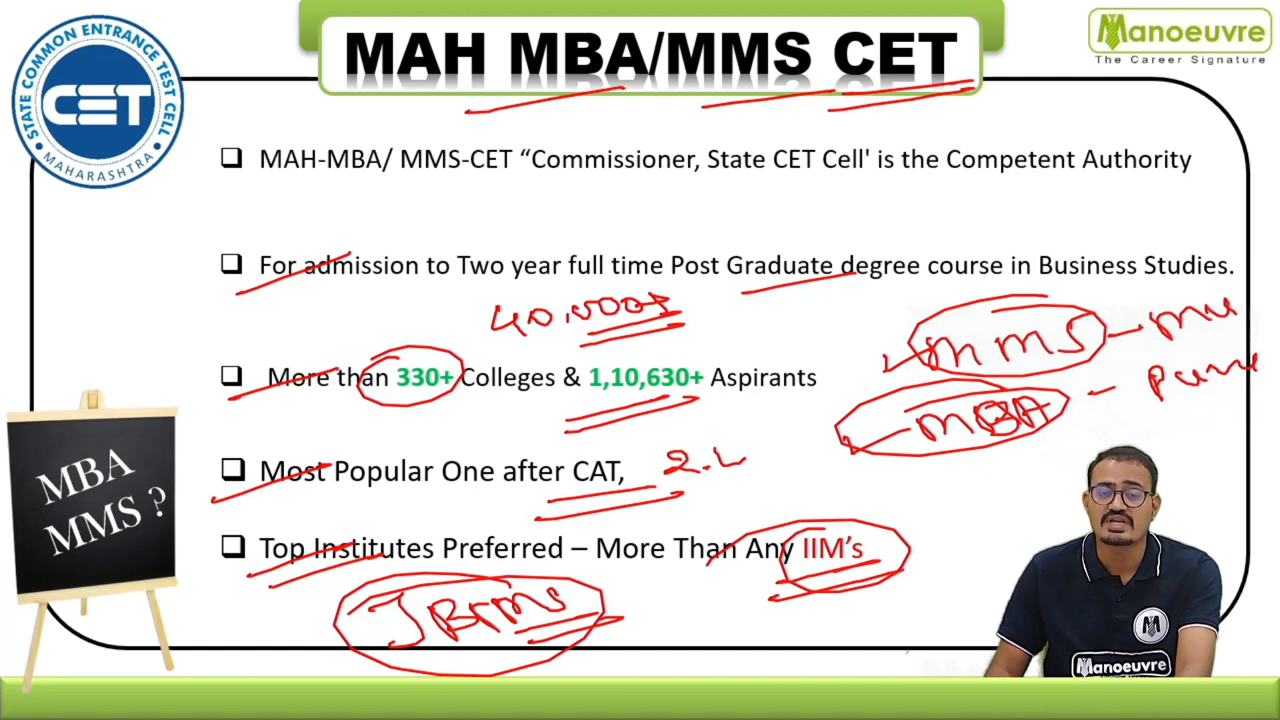 STATE COMMON ENTRANCE TEST CELL
CET
MAHARASHTRA
MAH MBA/MMS CET
Manoeuvre
The Career Signature
❑ MAH-MBA/ MMS-CET “Commissioner, State CET Cell' is the Competent Authority
❑ For admission to Two year full time Post Graduate degree course in Business Studies.
40,000+
MMS - MU
❑ More than 330+ Colleges & 1,10,630+ Aspirants
MBA - Pune
❑ Most Popular One after CAT,
❑ Top Institutes Preferred – More Than Any IIM's
MBA
MMS ?
Manoeuvre